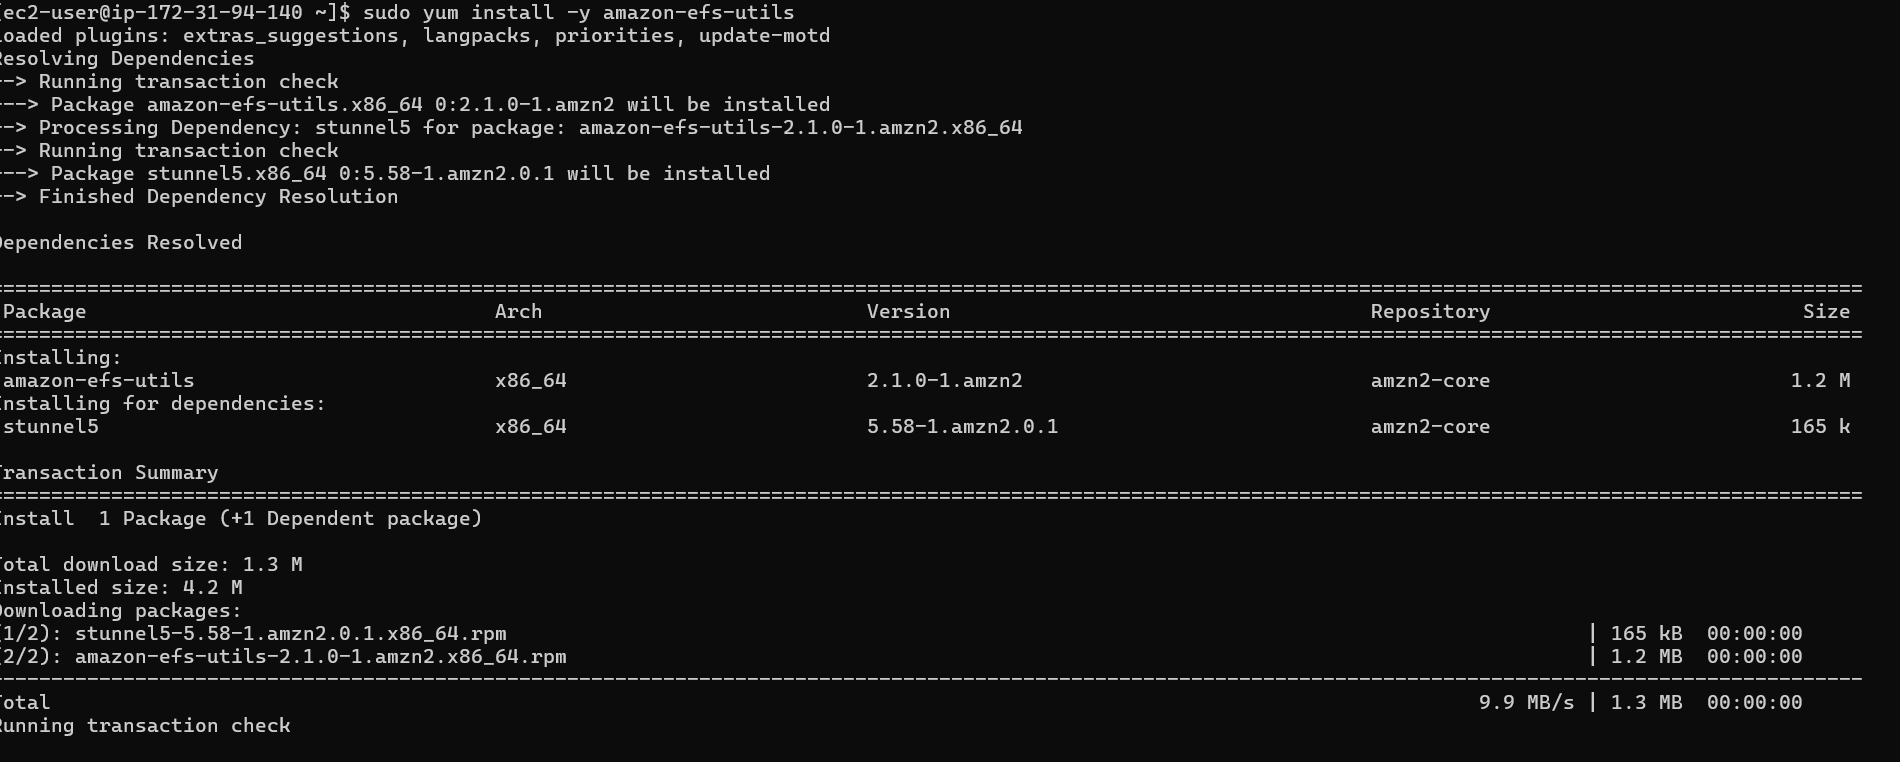 [ec2-user@ip-172-31-94-140 ~]$ sudo yum install -y amazon-efs-utils
Loaded plugins: extras_suggestions, langpacks, priorities, update-motd
Resolving Dependencies
--> Running transaction check
---> Package amazon-efs-utils.x86_64 0:2.1.0-1.amzn2 will be installed
--> Processing Dependency: stunnel5 for package: amazon-efs-utils-2.1.0-1.amzn2.x86_64
--> Running transaction check
---> Package stunnel5.x86_64 0:5.58-1.amzn2.0.1 will be installed
--> Finished Dependency Resolution
Dependencies Resolved
Package Arch Version Repository Size
Installing:
amazon-efs-utils x86_64 2.1.0-1.amzn2 amzn2-core 1.2 M
Installing for dependencies:
stunnel5 x86_64 5.58-1.amzn2.0.1 amzn2-core 165 k
Transaction Summary
Install 1 Package (+1 Dependent package)
Total download size: 1.3 M
Installed size: 4.2 M
Downloading packages:
(1/2): stunnel5-5.58-1.amzn2.0.1.x86_64.rpm | 165 kB 00:00:00
(2/2): amazon-efs-utils-2.1.0-1.amzn2.x86_64.rpm | 1.2 MB 00:00:00
Total 9.9 MB/s | 1.3 MB 00:00:00
Running transaction check